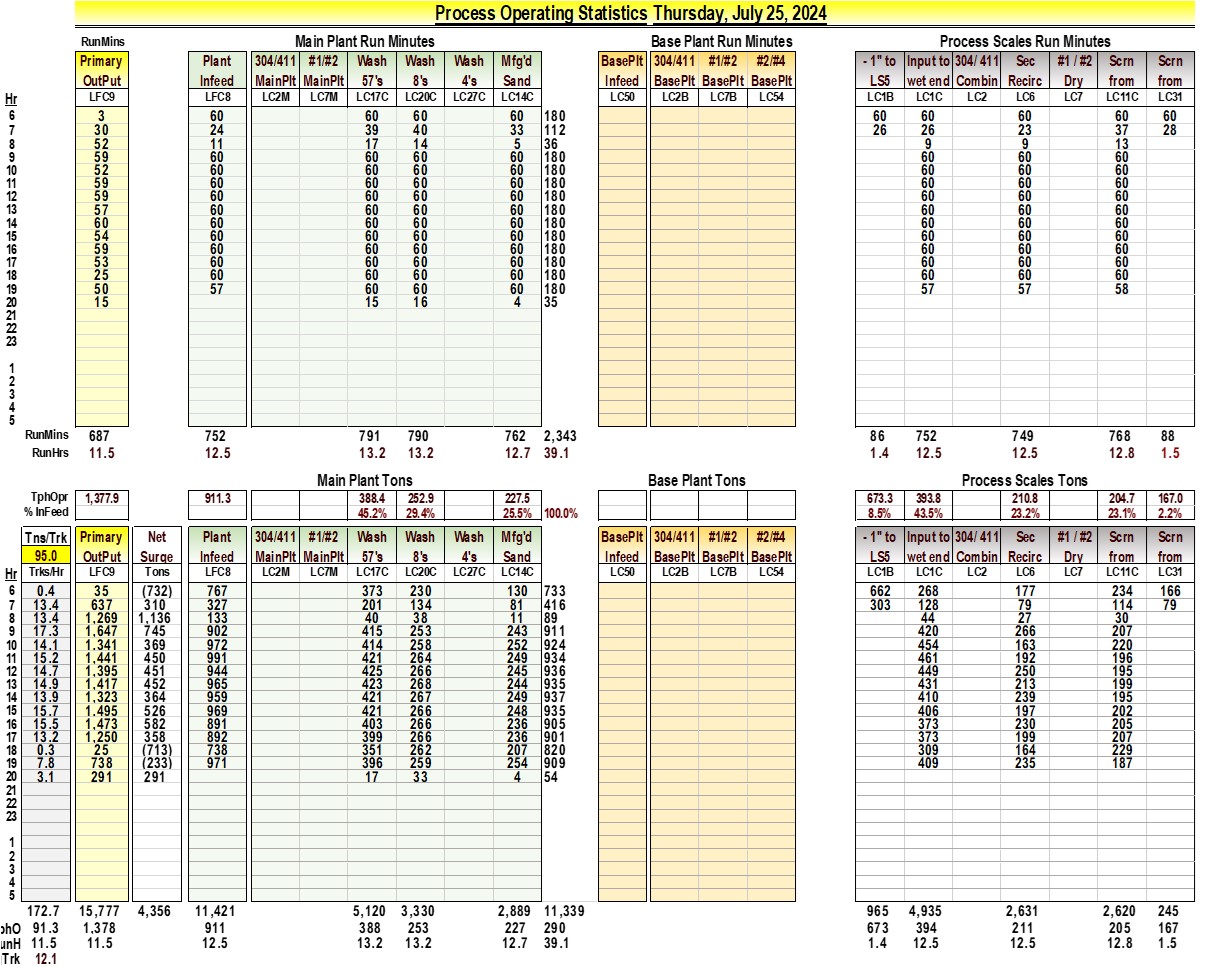 Process Operating Statistics Thursday, July 25, 2024
RunMins Main Plant Run Minutes Base Plant Run Minutes Process Scales Run Minutes
Primary Plant 304/411 #1/#2 Wash Wash Wash Mfg'd BasePlt 304/411 #1/#2 #2/#4 - 1" to Input to 304/ 411 Sec #1 / #2 Scrn Scrn
OutPut Infeed MainPlt MainPlt 57's 8's 4's Sand Infeed BasePlt BasePlt BasePlt LS5 wet end Combin Recirc Dry from from
Hr LFC9 LFC8 LC2M LC7M LC17C LC20C LC27C LC14C LC50 LC2B LC7B LC54 LC1B LC1C LC2 LC6 LC7 LC11C LC31
6 3 60 60 60 60 180 60 60 60 60 60
7 30 24 39 40 33 112 26 26 23 37 28
8 52 11 17 14 5 36 9 9 13
9 59 60 60 60 60 180 60 60 60
10 52 60 60 60 60 180 60 60 60
11 59 60 60 60 60 180 60 60 60
12 59 60 60 60 60 180 60 60 60
13 57 60 60 60 60 180 60 60 60
14 60 60 60 60 60 180 60 60 60
15 54 60 60 60 60 180 60 60 60
16 59 60 60 60 60 180 60 60 60
17 53 60 60 60 60 180 60 60 60
18 25 60 60 60 60 180 60 60 60
19 50 57 60 60 60 180 57 57 58
20 15 15 16 4 35
21
22
23
1
2
3
4
5
RunMins 687 752 791 790 762 2,343 86 752 749 768 88
RunHrs 11.5 12.5 13.2 13.2 12.7 39.1 1.4 12.5 12.5 12.8 1.5
Main Plant Tons Base Plant Tons Process Scales Tons
TphOpr 1,377.9 911.3 388.4 252.9 227.5 673.3 393.8 210.8 204.7 167.0
% InFeed 45.2% 29.4% 25.5% 100.0% 8.5% 43.5% 23.2% 23.1% 2.2%
Tns/Trk Primary Net Plant 304/411 #1/#2 Wash Wash Wash Mfg'd BasePlt 304/411 #1/#2 #2/#4 - 1" to Input to 304/ 411 Sec #1 / #2 Scrn Scrn
95.0 OutPut Surge Infeed MainPlt MainPlt 57's 8's 4's Sand Infeed BasePlt BasePlt BasePlt LS5 wet end Combin Recirc Dry from from
Hr Trks/Hr LFC9 Tons LFC8 LC2M LC7M LC17C LC20C LC27C LC14C LC50 LC2B LC7B LC54 LC1B LC1C LC2 LC6 LC7 LC11C LC31
6 0.4 35 (732) 767 373 230 130 733 662 268 177 234 166
7 13.4 637 310 327 201 134 81 416 303 128 79 114 79
8 13.4 1,269 1,136 133 40 38 11 89 44 27 30
9 17.3 1,647 745 902 415 253 243 911 420 266 207
10 14.1 1,341 369 972 414 258 252 924 454 163 220
11 15.2 1,441 450 991 421 264 249 934 461 192 196
12 14.7 1,395 451 944 425 266 245 936 449 250 195
13 14.9 1,417 452 965 423 268 244 935 431 213 199
14 13.9 1,323 364 959 421 267 249 937 410 239 195
15 15.7 1,495 526 969 421 266 248 935 406 197 202
16 15.5 1,473 582 891 403 266 236 905 373 230 205
17 13.2 1,250 358 892 399 266 236 901 373 199 207
18 0.3 25 (713) 738 351 262 207 820 309 164 229
19 7.8 738 (233) 971 396 259 254 909 409 235 187
20 3.1 291 291 17 33 4 54
21
22
23
1
2
3
4
5
172.7 15,777 4,356 11,421 5,120 3,330 2,889 11,339 965 4,935 2,631 2,620 245
phO 91.3 1,378 911 388 253 227 290 673 394 211 205 167
unH 11.5 11.5 12.5 13.2 13.2 12.7 39.1 1.4 12.5 12.5 12.8 1.5
Trk 12.1